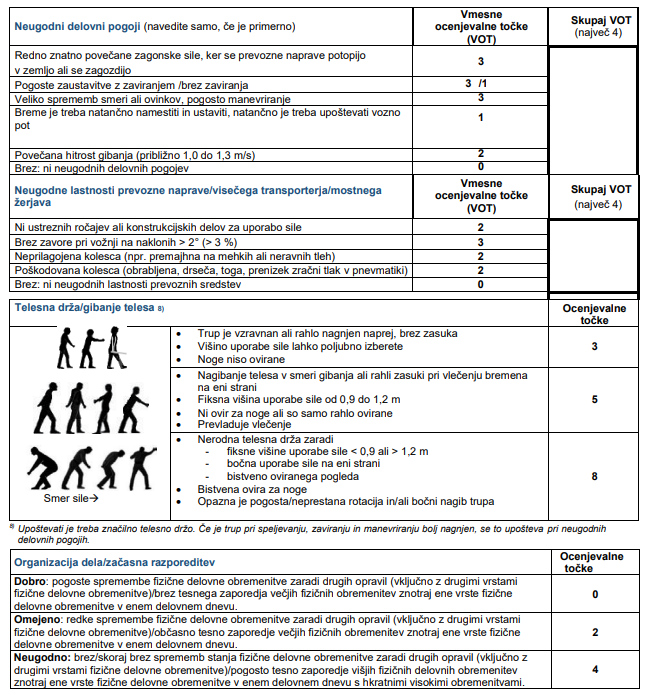 Neugodni delovni pogoji (navedite samo, če je primerno)
Vmesne
ocenjevalne točke
(VOT)
Skupaj VOT
(največ 4)
Redno znatno povečane zagonske sile, ker se prevozne naprave potopijo
v zemljo ali se zagozdijo
3
Pogoste zaustavitve z zaviranjem /brez zaviranja
3 /1
Veliko sprememb smeri ali ovinkov, pogosto manevriranje
3
Breme je treba natančno namestiti in ustaviti, natančno je treba upoštevati vozno
pot
1
Povečana hitrost gibanja (približno 1,0 do 1,3 m/s)
2
Brez: ni neugodnih delovnih pogojev
0
Neugodne lastnosti prevozne naprave/visečega transporterja/mostnega
žerjava
Vmesne
ocenjevalne točke
(VOT)
Skupaj VOT
(največ 4)
Ni ustreznih ročajev ali konstrukcijskih delov za uporabo sile
2
Brez zavore pri vožnji na naklonih > 2° (> 3 %)
3
Neprilagojena kolesca (npr. premajhna na mehkih ali neravnih tleh)
2
Poškodovana kolesca (obrabljena, drseča, toga, prenizek zračni tlak v pnevmatiki)
2
Brez: ni neugodnih lastnosti prevoznih sredstev
0
Telesna drža/gibanje telesa 8)
Ocenjevalne
točke
• Trup je vzravnan ali rahlo nagnjen naprej, brez zasuka
• Višino uporabe sile lahko poljubno izberete
• Noge niso ovirane
3
• Nagibanje telesa v smeri gibanja ali rahli zasuki pri vlečenju bremena
na eni strani
• Fiksna višina uporabe sile od 0,9 do 1,2 m
• Ni ovir za noge ali so samo rahlo ovirane
• Prevladuje vlečenje
5
• Nerodna telesna drža zaradi
- fiksne višine uporabe sile < 0,9 ali > 1,2 m
- bočna uporabe sile na eni strani
- bistveno oviranega pogleda
• Bistvena ovira za noge
• Opazna je pogosta/neprestana rotacija in/ali bočni nagib trupa
8
Smer sile→
8) Upoštevati je treba značilno telesno držo. Če je trup pri speljevanju, zaviranju in manevriranju bolj nagnjen, se to upošteva pri neugodnih
delovnih pogojih.
Organizacija dela/začasna razporeditev
Ocenjevalne
točke
Dobro: pogoste spremembe fizične delovne obremenitve zaradi drugih opravil (vključno z drugimi vrstami
fizične delovne obremenitve)/brez tesnega zaporedja večjih fizičnih obremenitev znotraj ene vrste fizične
delovne obremenitve v enem delovnem dnevu.
0
Omejeno: redke spremembe fizične delovne obremenitve zaradi drugih opravil (vključno z drugimi vrstami
fizične delovne obremenitve)/občasno tesno zaporedje večjih fizičnih obremenitev znotraj ene vrste fizične
delovne obremenitve v enem delovnem dnevu.
2
Neugodno: brez/skoraj brez sprememb stanja fizične delovne obremenitve zaradi drugih opravil (vključno z
drugimi vrstami fizične delovne obremenitve)/pogosto tesno zaporedje višjih fizičnih delovnih obremenitev
znotraj ene vrste fizične delovne obremenitve v enem delovnem dnevu s hkratnimi visokimi obremenitvami.
4